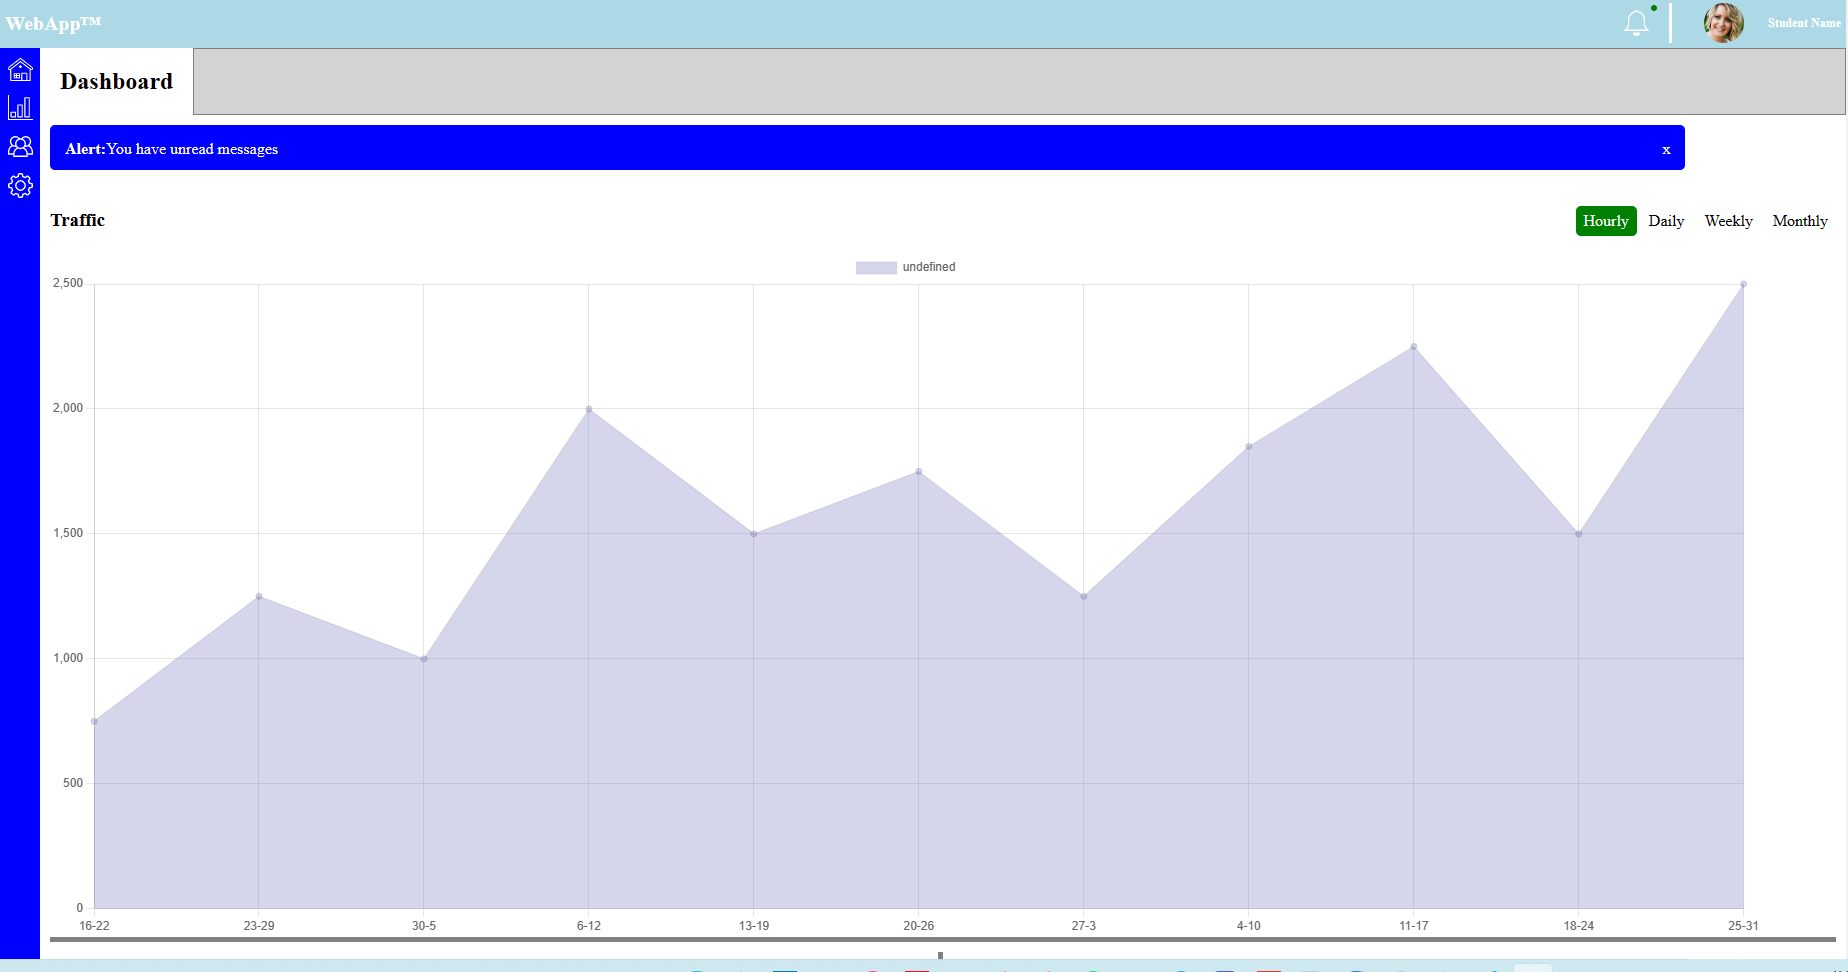 WebApp™
Student Name
Dashboard
Alert:You have unread messages x
Traffic
Hourly Daily Weekly Monthly
undefined
2,500
2,000
1,500
1,000
500
0
16-22 23-29 30-5 6-12 13-19 20-26 27-3 4-10 11-17 18-24 25-31